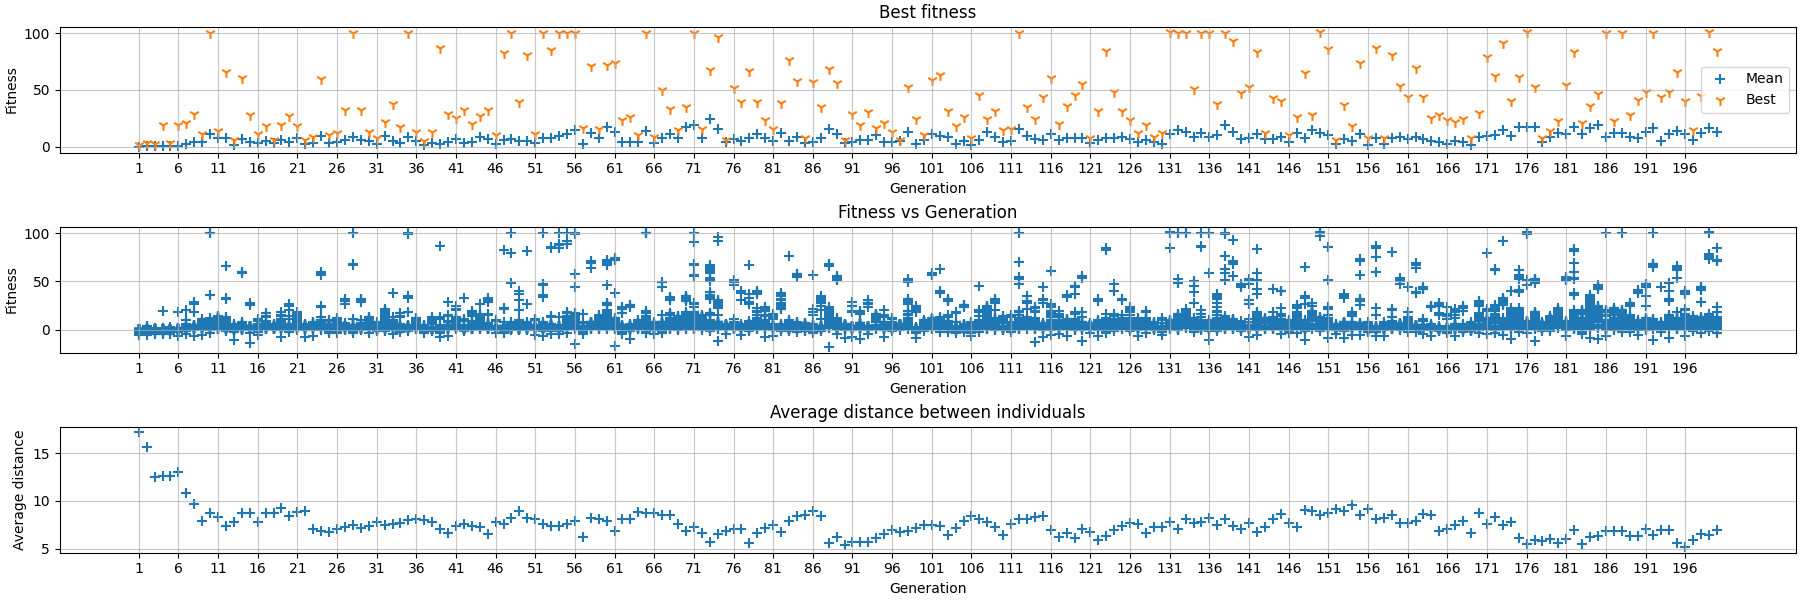 Best fitness
100
50
0
Fitness
Mean
Best
1 6 11 16 21 26 31 36 41 46 51 56 61 66 71 76 81 86 91 96 101 106 111 116 121 126 131 136 141 146 151 156 161 166 171 176 181 186 191 196
Generation
Fitness vs Generation
100
50
0
Fitness
1 6 11 16 21 26 31 36 41 46 51 56 61 66 71 76 81 86 91 96 101 106 111 116 121 126 131 136 141 146 151 156 161 166 171 176 181 186 191 196
Generation
Average distance between individuals
15
10
5
Average distance
1 6 11 16 21 26 31 36 41 46 51 56 61 66 71 76 81 86 91 96 101 106 111 116 121 126 131 136 141 146 151 156 161 166 171 176 181 186 191 196
Generation